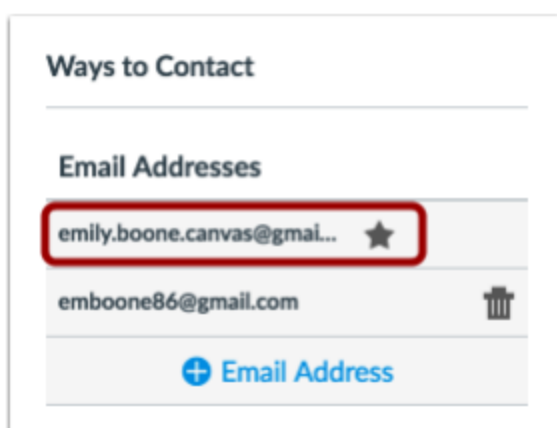 Ways to Contact
Email Addresses
emily.boone.canvas@gmai...
emboone86@gmail.com
Email Address